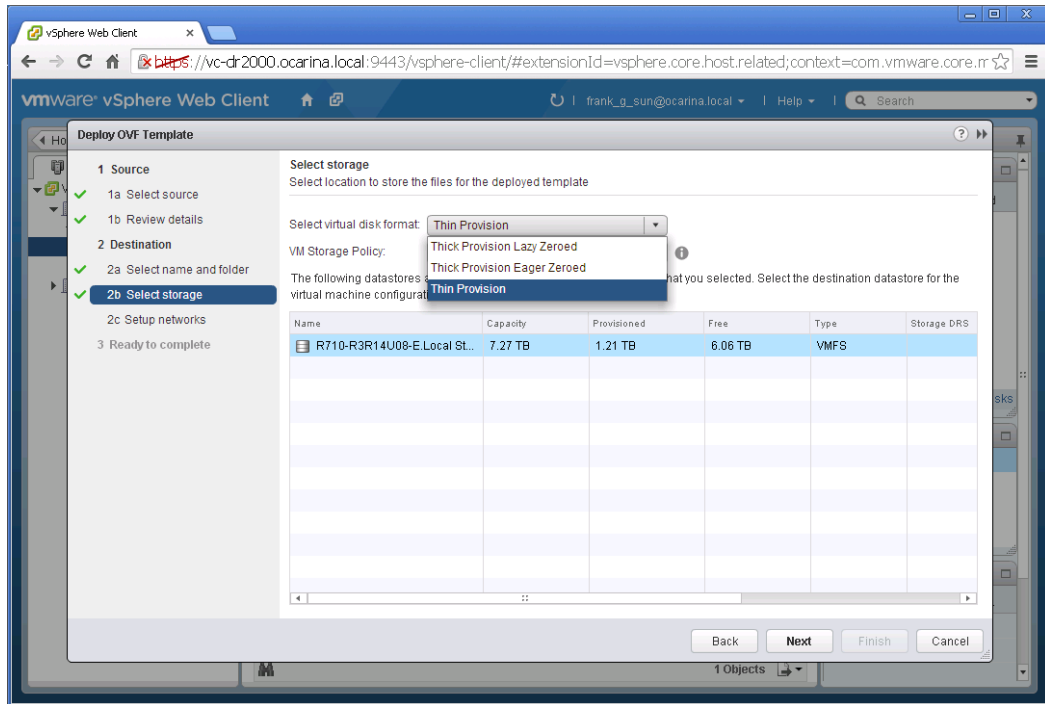 vSphere Web Client
https://vc-dr2000.ocarina.local:9443/vsphere-client/#extensionId=vsphere.core.host.related;context=com.vmware.core.m
vmware® vSphere Web Client
frank_g_sun@ocarina.local
Help
Search
Ho
Deploy OVF Template
1 Source
1a Select source
1b Review details
2 Destination
2a Select name and folder
2b Select storage
2c Setup networks
3 Ready to complete
Select storage
Select location to store the files for the deployed template
Select virtual disk format: Thin Provision
Thick Provision Lazy Zeroed
Thick Provision Eager Zeroed
Thin Provision
VM Storage Policy:
The following datastores a hat you selected. Select the destination datastore for the
virtual machine configurat
Name Capacity Provisioned Free Type Storage DRS
R710-R3R14U08-E.Local St... 7.27 TB 1.21 TB 6.06 TB VMFS
sks
Back Next Finish Cancel
1 Objects